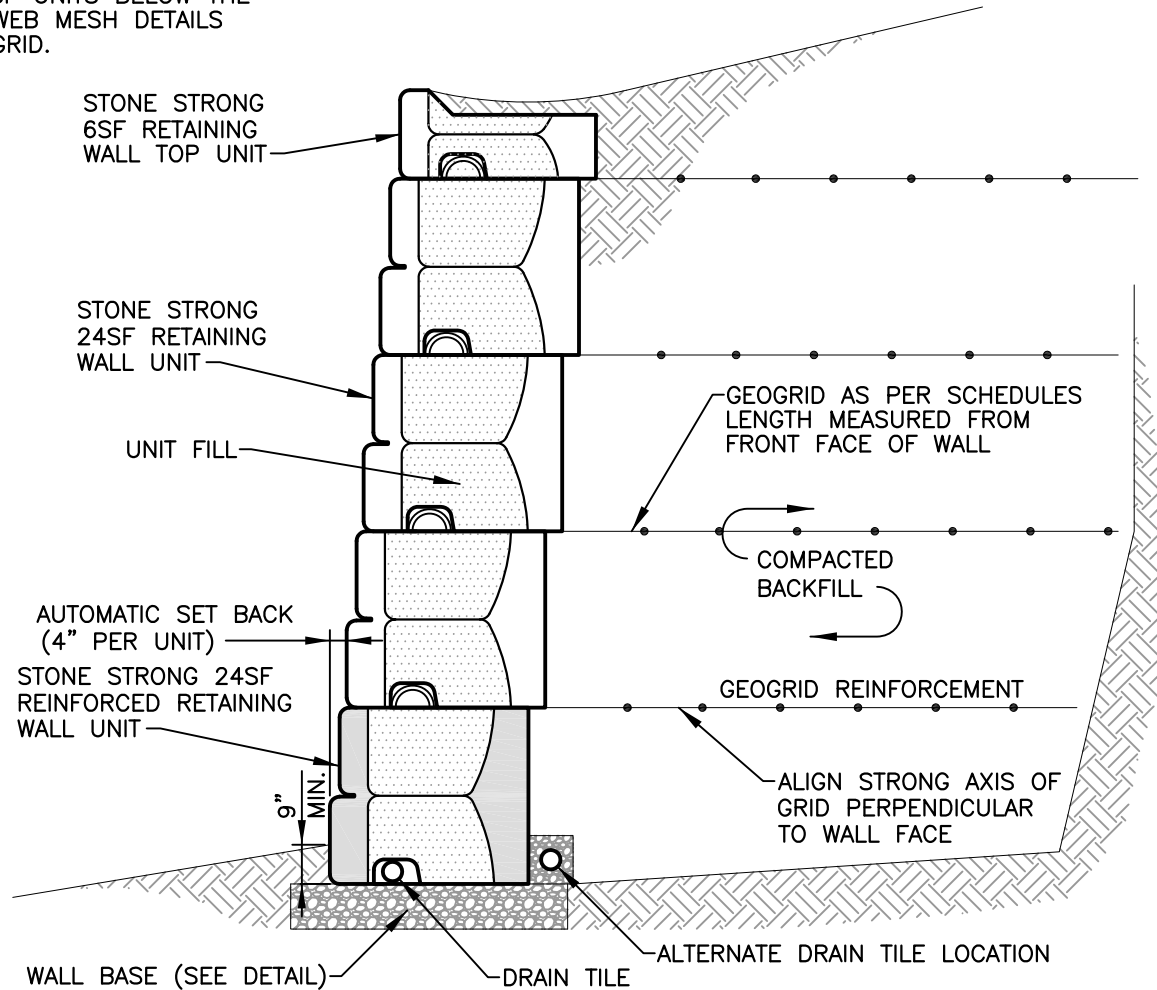 WEB MESH DETAILS
GRID.
STONE STRONG
6SF RETAINING
WALL TOP UNIT
STONE STRONG
24SF RETAINING
WALL UNIT
UNIT FILL
GEOGRID AS PER SCHEDULES
LENGTH MEASURED FROM
FRONT FACE OF WALL
COMPACTED
BACKFILL
AUTOMATIC SET BACK
(4" PER UNIT)
STONE STRONG 24SF
REINFORCED RETAINING
WALL UNIT
GEOGRID REINFORCEMENT
9"
MIN.
ALIGN STRONG AXIS OF
GRID PERPENDICULAR
TO WALL FACE
ALTERNATE DRAIN TILE LOCATION
WALL BASE (SEE DETAIL)
DRAIN TILE